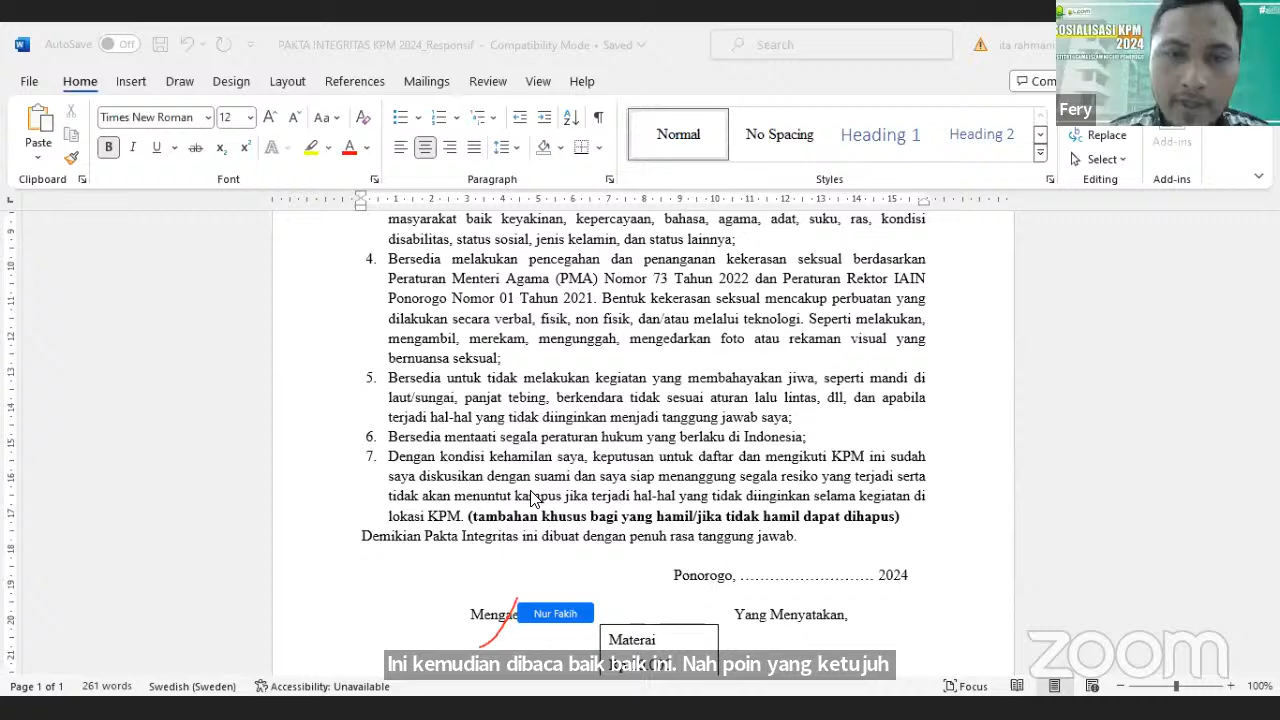 AutoSave Off
PAKTA INTEGRITAS KPM 2024_Responsif - Compatibility Mode • Saved
Search
ita rahmani
SOSIALISASI KPM
2024
Fery
File Home Insert Draw Design Layout References Mailings Review View Help
Com
Paste
Times New Roman 12
Normal
No Spacing
Heading 1
Heading 2
Replace
Select
Add-ins
Clipboard
Font
Paragraph
Styles
Editing
Add-ins
masyarakat baik keyakinan, kepercayaan, bahasa, agama, adat, suku, ras, kondisi
disabilitas, status sosial, jenis kelamin, dan status lainnya;
4. Bersedia melakukan pencegahan dan penanganan kekerasan seksual berdasarkan
Peraturan Menteri Agama (PMA) Nomor 73 Tahun 2022 dan Peraturan Rektor IAIN
Ponorogo Nomor 01 Tahun 2021. Bentuk kekerasan seksual mencakup perbuatan yang
dilakukan secara verbal, fisik, non fisik, dan/atau melalui teknologi. Seperti melakukan,
mengambil, merekam, mengunggah, mengedarkan foto atau rekaman visual yang
bernuansa seksual;
5. Bersedia untuk tidak melakukan kegiatan yang membahayakan jiwa, seperti mandi di
laut/sungai, panjat tebing, berkendara tidak sesuai aturan lalu lintas, dll, dan apabila
terjadi hal-hal yang tidak diinginkan menjadi tanggung jawab saya;
6. Bersedia mentaati segala peraturan hukum yang berlaku di Indonesia;
7. Dengan kondisi kehamilan saya, keputusan untuk daftar dan mengikuti KPM ini sudah
saya diskusikan dengan suami dan saya siap menanggung segala resiko yang terjadi serta
tidak akan menuntut kampus jika terjadi hal-hal yang tidak diinginkan selama kegiatan di
lokasi KPM. (tambahan khusus bagi yang hamil/jika tidak hamil dapat dihapus)
Demikian Pakta Integritas ini dibuat dengan penuh rasa tanggung jawab.
Ponorogo, ............................ 2024
Nur Fakih
Yang Menyatakan,
Materai
Ini kemudian dibaca baik baik ini. Nah poin yang ketujuh
zoom
Page 1 of 1 261 words Swedish (Sweden) Accessibility: Unavailable
Focus
100%